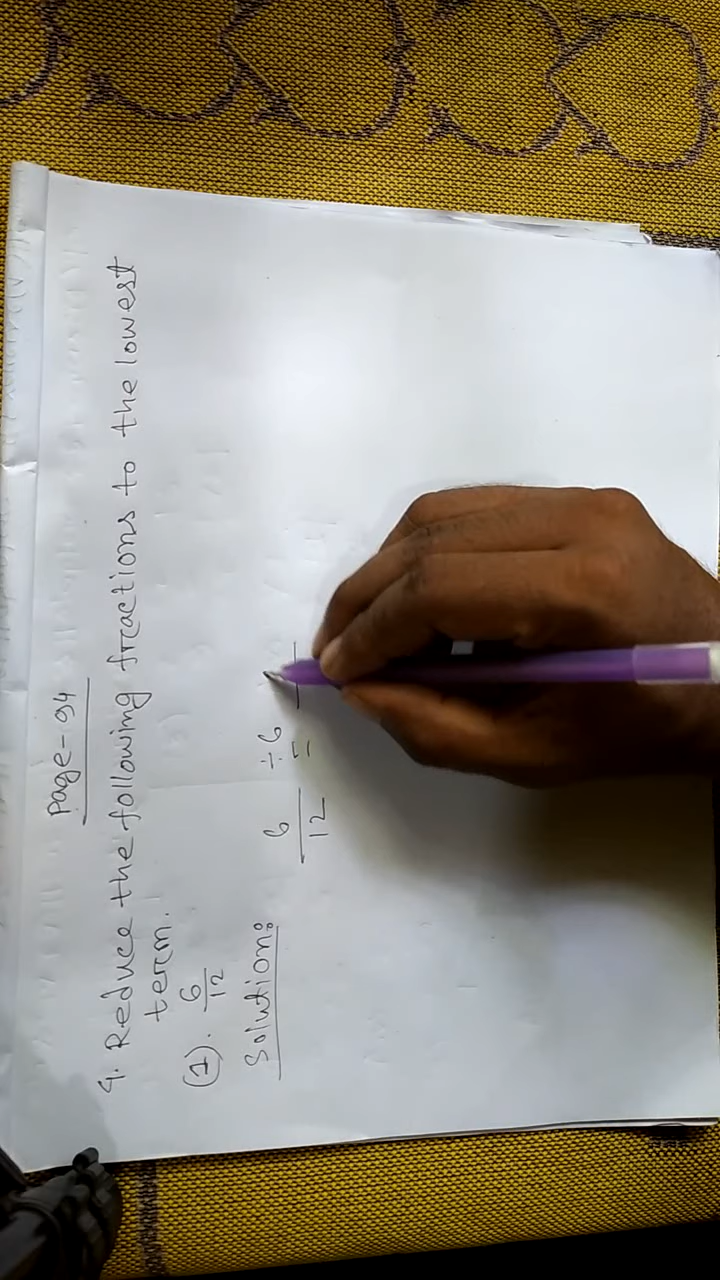 Page-94
4. Reduce the following fractions to the lowest
term.
(1). 6/12
Solution:
6/12 ÷6 =